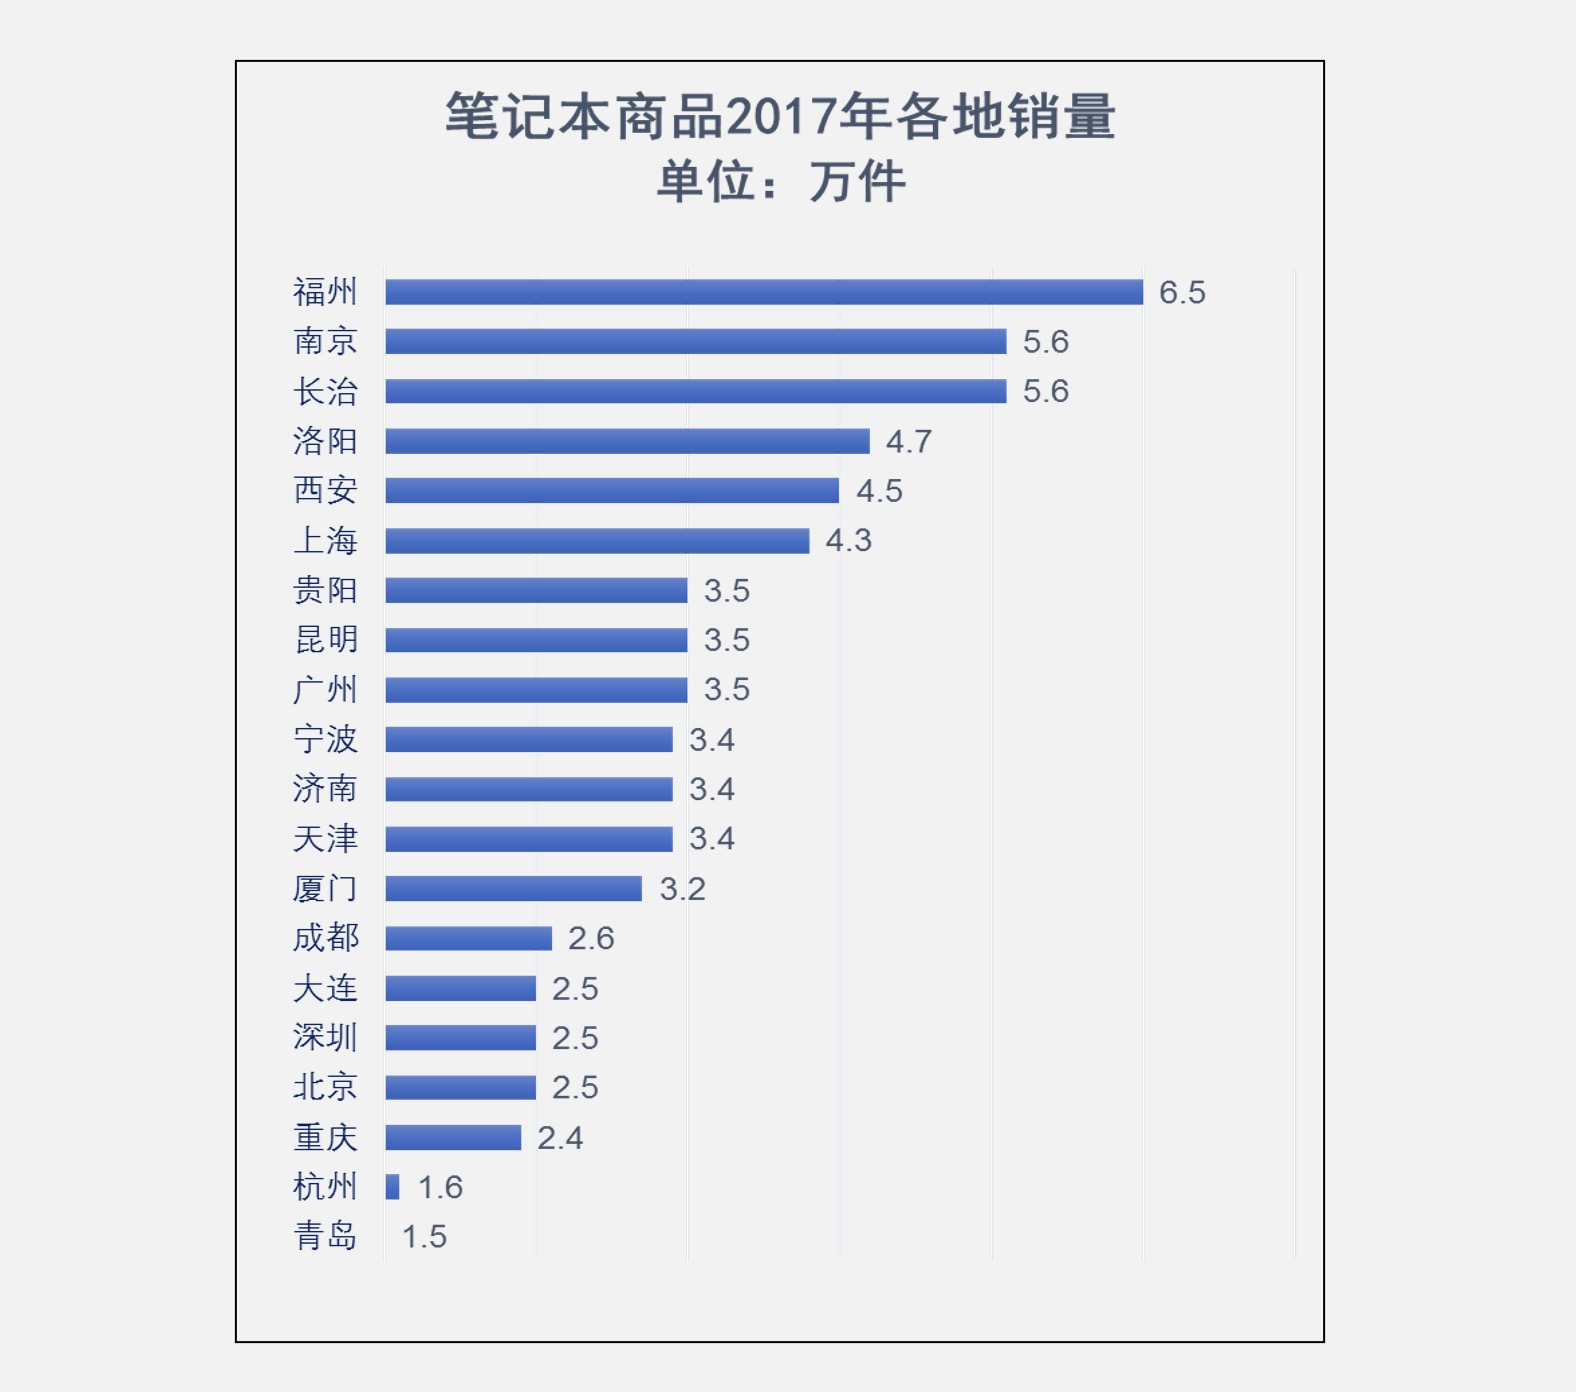 笔记本商品2017年各地销量
单位：万件
福州 6.5
南京 5.6
长治 5.6
洛阳 4.7
西安 4.5
上海 4.3
贵阳 3.5
昆明 3.5
广州 3.5
宁波 3.4
济南 3.4
天津 3.4
厦门 3.2
成都 2.6
大连 2.5
深圳 2.5
北京 2.5
重庆 2.4
杭州 1.6
青岛 1.5